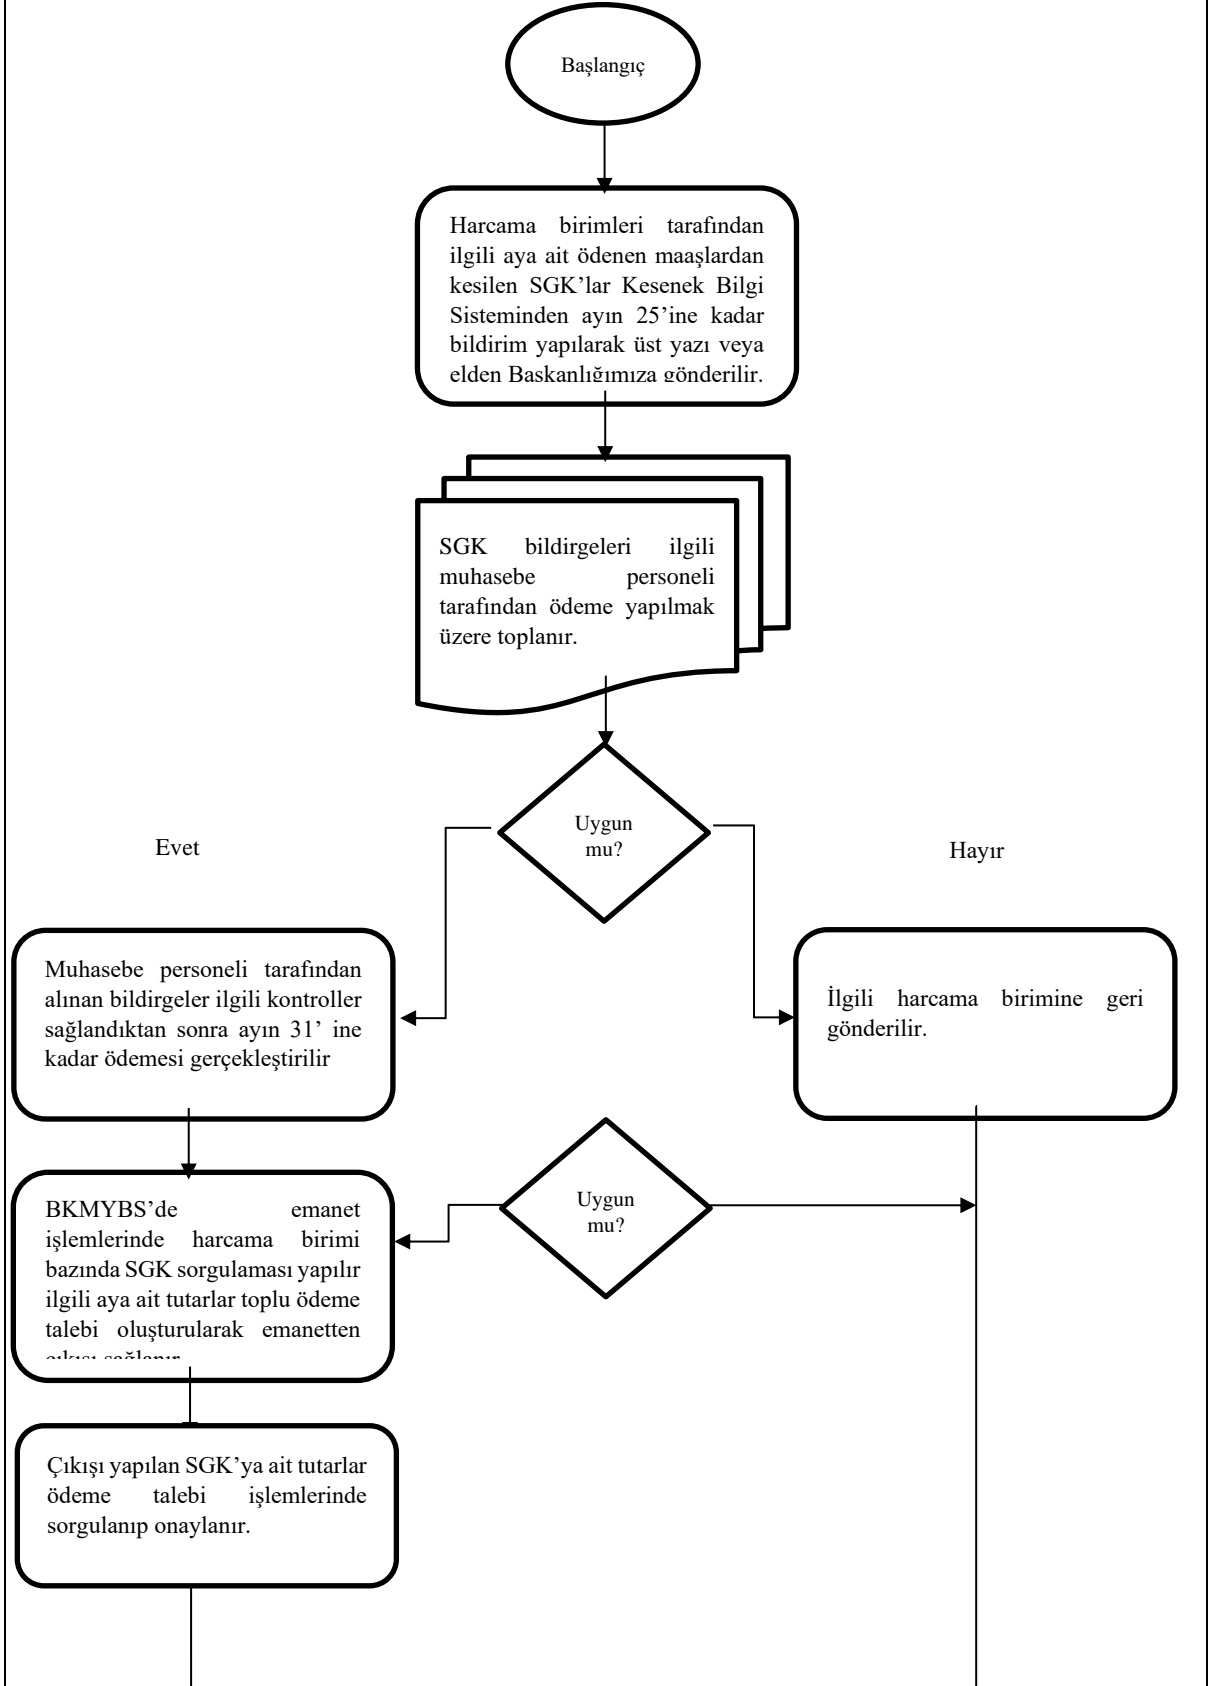 Başlangıç
Harcama birimleri tarafından
ilgili aya ait ödenen maaşlardan
kesilen SGK’lar Kesenek Bilgi
Sisteminden ayın 25’ine kadar
bildirim yapılarak üst yazı veya
elden Başkanlığımıza gönderilir.
SGK bildirgeleri ilgili
muhasebe personeli
tarafından ödeme yapılmak
üzere toplanır.
Uygun
mu?
Evet
Hayır
Muhasebe personeli tarafından
alınan bildirgeler ilgili kontroller
sağlandıktan sonra ayın 31’ ine
kadar ödemesi gerçekleştirilir
İlgili harcama birimine geri
gönderilir.
Uygun
mu?
BKMYBS’de emanet
işlemlerinde harcama birimi
bazında SGK sorgulaması yapılır
ilgili aya ait tutarlar toplu ödeme
talebi oluşturularak emanetten
çıkışı sağlanır
Çıkışı yapılan SGK’ya ait tutarlar
ödeme talebi işlemlerinde
sorgulanıp onaylanır.